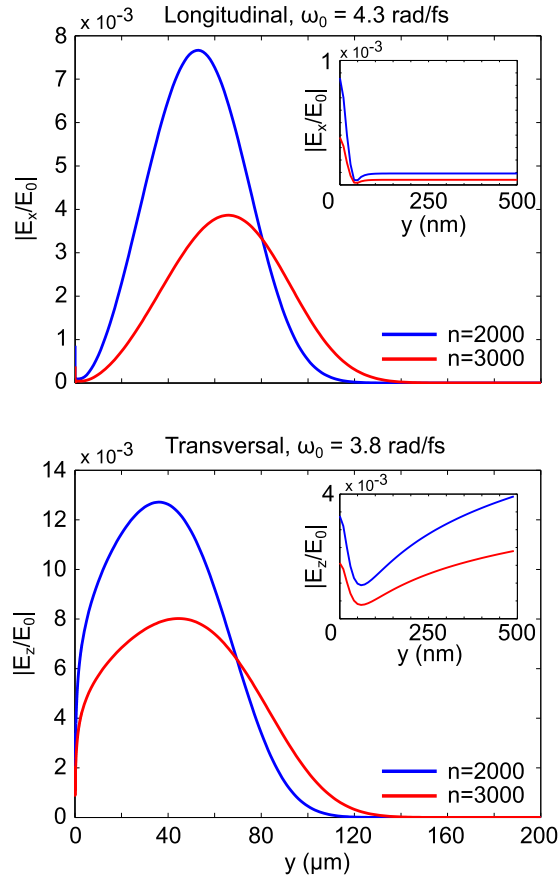 Longitudinal, ω₀ = 4.3 rad/fs
x 10⁻³
8
7
6
5
4
3
2
1
0
|Eₓ/E₀|
x 10⁻³
1
|Eₓ/E₀|
0 250 500
y (nm)
n=2000
n=3000
Transversal, ω₀ = 3.8 rad/fs
x 10⁻³
14
12
10
8
6
4
2
0
|E_z/E₀|
x 10⁻³
4
|E_z/E₀|
0 250 500
y (nm)
n=2000
n=3000
0 40 80 120 160 200
y (µm)